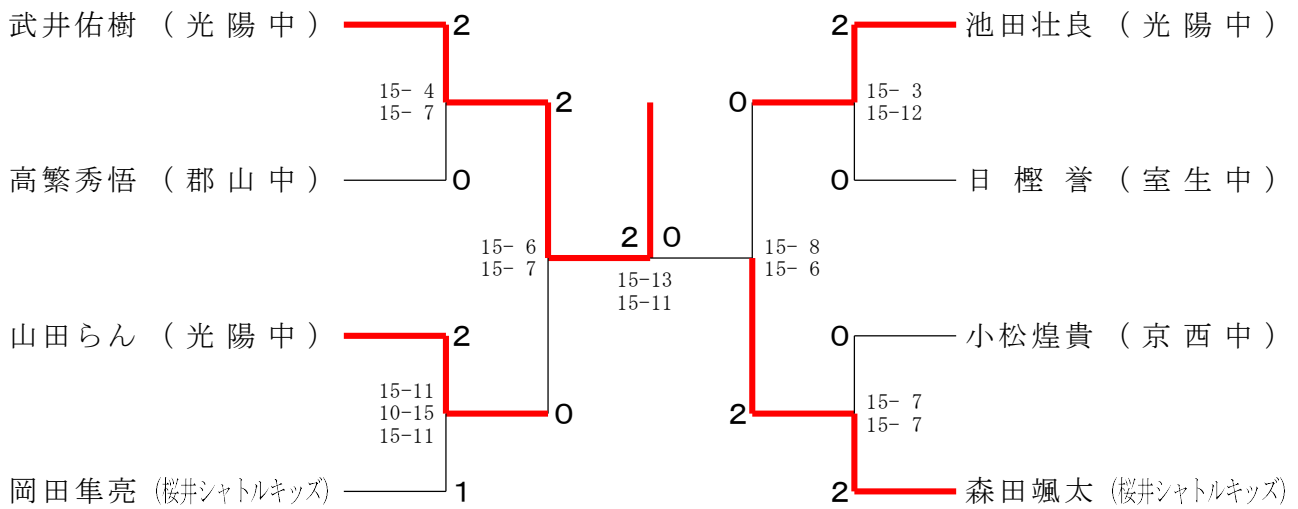 武井佑樹 (光陽中) 2 2 池田壮良 (光陽中)
15- 4 2 0 15- 3
15- 7 15-12
高繁秀悟 (郡山中) 0 0 日樫誉 (室生中)
15- 6 2 0 15- 8
15- 7 15-13 15- 6
15-11
山田らん (光陽中) 2 0 小松煌貴 (京西中)
15-11 15- 7
10-15 0 2 15- 7
15-11
岡田隼亮 (桜井シャトルキッズ) 1 2 森田颯太 (桜井シャトルキッズ)